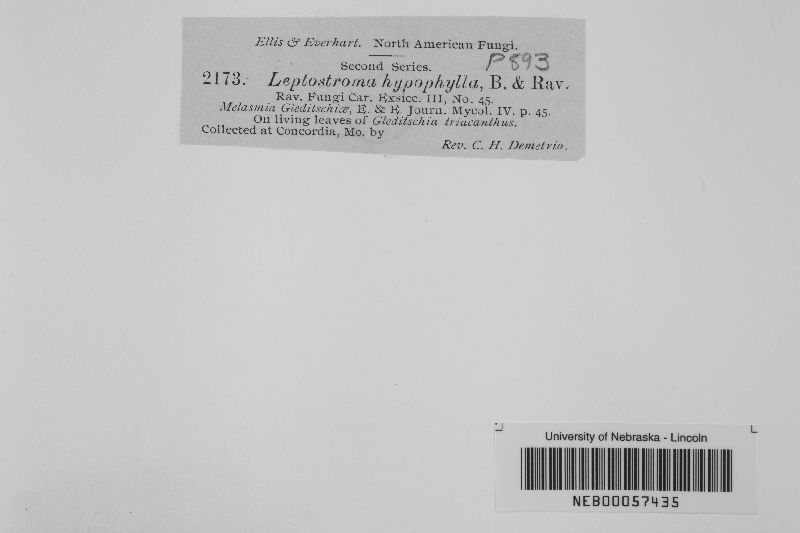 Ellis & Everhart. North American Fungi.
Second Series.
P 893
2173. Leptostroma hypophylla, B. & Rav.
Rav. Fungi Car. Exsicc. III, No. 45.
Melasmia Gleditschiæ, E. & E. Journ. Mycol. IV. p. 45.
On living leaves of Gleditschia triacanthus.
Collected at Concordia, Mo. by
Rev. C. H. Demetrio.
University of Nebraska - Lincoln
NEB00057435